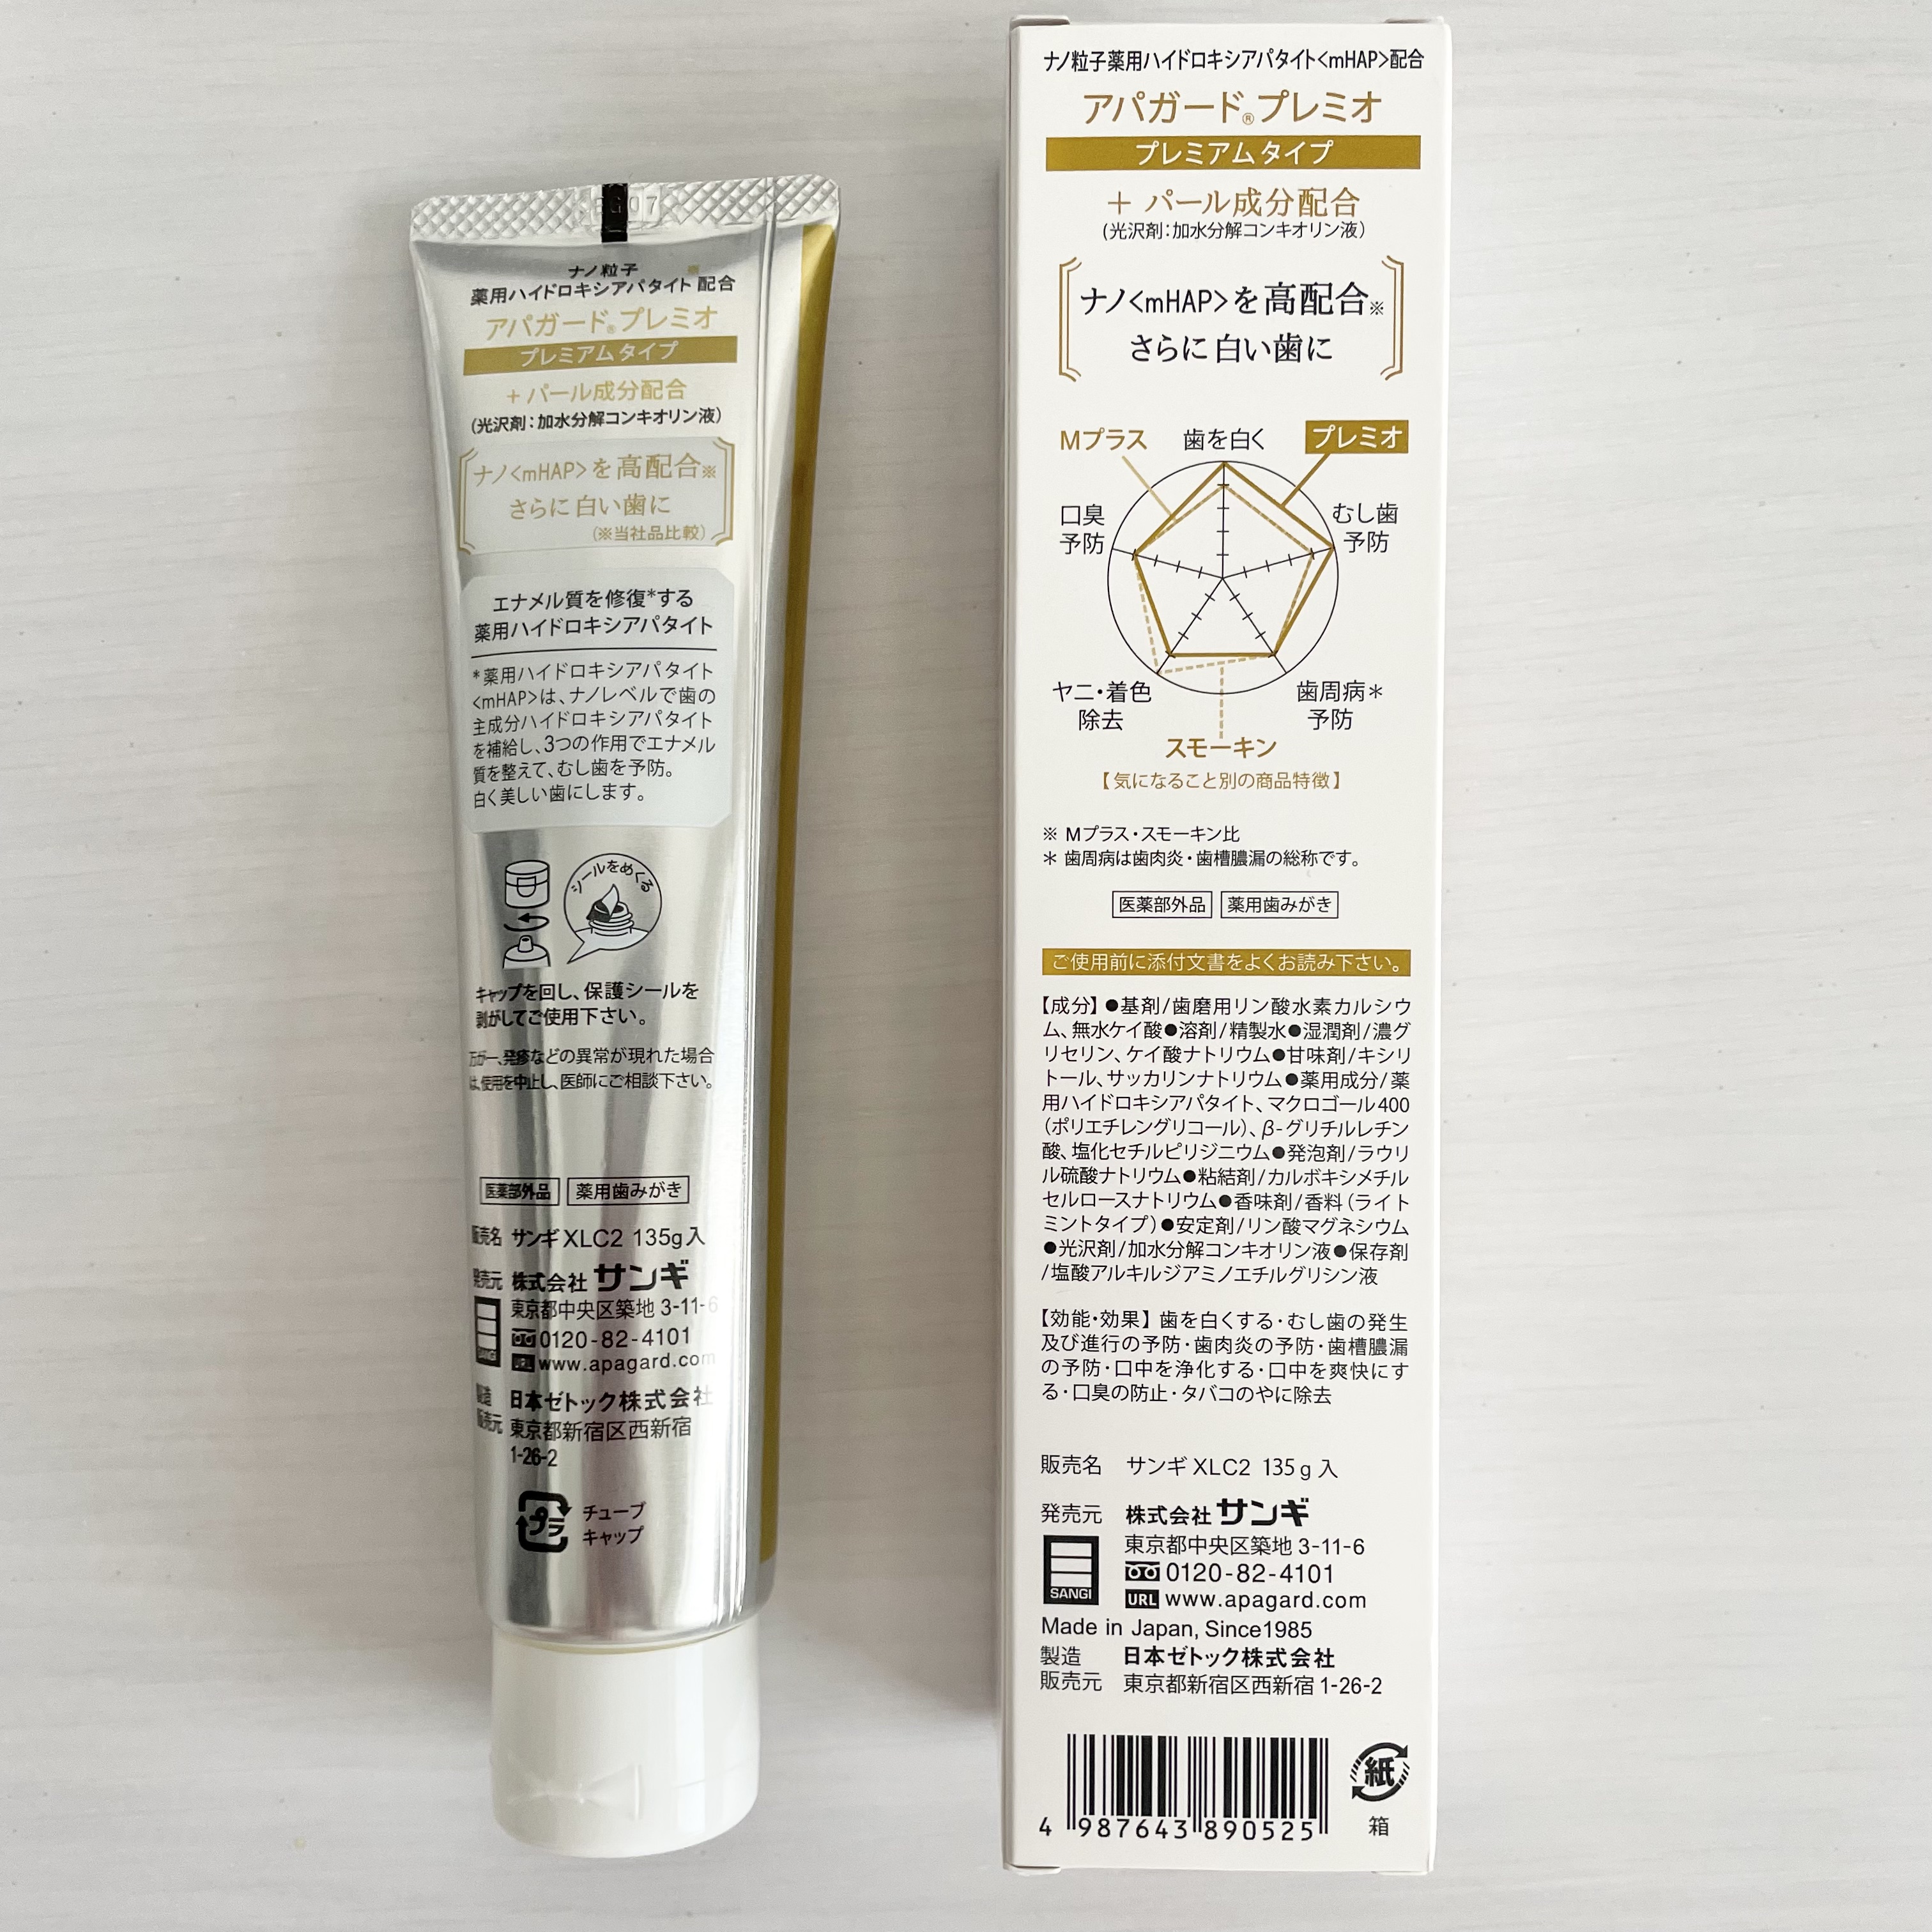 07
ナノ粒子
薬用ハイドロキシアパタイト配合
アパガード®プレミオ
プレミアムタイプ
+ パール成分配合
(光沢剤:加水分解コンキオリン液)
ナノ<mHAP>を高配合※
さらに白い歯に
(※当社品比較)
エナメル質を修復*する
薬用ハイドロキシアパタイト
*薬用ハイドロキシアパタイト
<mHAP>は、ナノレベルで歯の
主成分ハイドロキシアパタイト
を補給し、3つの作用でエナメル
質を整えて、むし歯を予防。
白く美しい歯にします。
シールをめくる
キャップを回し、保護シールを
剥がしてご使用下さい。
万が一、発疹などの異常が現れた場合
は、使用を中止し、医師にご相談下さい。
医薬部外品 薬用歯みがき
販売名 サンギXLC2 135g入
発売元 株式会社サンギ
東京都中央区築地 3-11-6
0120-82-4101
SANGI
URL www.apagard.com
製造 日本ゼトック株式会社
販売元 東京都新宿区西新宿
1-26-2
プラ チューブ
キャップ
ナノ粒子薬用ハイドロキシアパタイト<mHAP>配合
アパガード®プレミオ
プレミアムタイプ
+ パール成分配合
(光沢剤:加水分解コンキオリン液)
ナノ<mHAP>を高配合※
さらに白い歯に
Mプラス 歯を白く プレミオ
口臭
予防
むし歯
予防
ヤニ・着色
除去
歯周病*
予防
スモーキン
【気になること別の商品特徴】
※ Mプラス・スモーキン比
* 歯周病は歯肉炎・歯槽膿漏の総称です。
医薬部外品 薬用歯みがき
ご使用前に添付文書をよくお読み下さい。
【成分】●基剤/歯磨用リン酸水素カルシウ
ム、無水ケイ酸●溶剤/精製水●湿潤剤/濃グ
リセリン、ケイ酸ナトリウム●甘味剤/キシリ
トール、サッカリンナトリウム●薬用成分/薬
用ハイドロキシアパタイト、マクロゴール400
(ポリエチレングリコール)、β-グリチルレチン
酸、塩化セチルピリジニウム●発泡剤/ラウリ
ル硫酸ナトリウム●粘結剤/カルボキシメチル
セルロースナトリウム●香味剤/香料(ライト
ミントタイプ)●安定剤/リン酸マグネシウム
●光沢剤/加水分解コンキオリン液●保存剤
/塩酸アルキルジアミノエチルグリシン液
【効能・効果】歯を白くする・むし歯の発生
及び進行の予防・歯肉炎の予防・歯槽膿漏
の予防・口中を浄化する・口中を爽快にす
る・口臭の防止・タバコのやに除去
販売名 サンギXLC2 135g入
発売元 株式会社サンギ
東京都中央区築地 3-11-6
0120-82-4101
SANGI
URL www.apagard.com
Made in Japan, Since1985
製造 日本ゼトック株式会社
販売元 東京都新宿区西新宿1-26-2
4 987643 890525
紙
箱